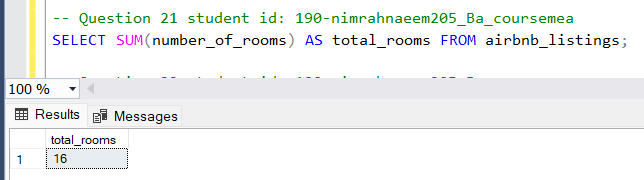 -- Question 21 student id: 190-nimrahnaeem205_Ba_coursemea
SELECT SUM(number_of_rooms) AS total_rooms FROM airbnb_listings;
100 %
Results Messages
total_rooms
1 16